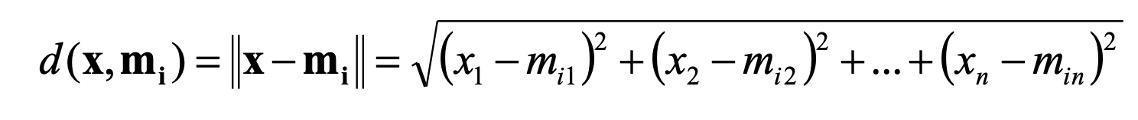 d(𝐱,𝐦ᵢ) = ‖𝐱 − 𝐦ᵢ‖ = √((x₁ − mᵢ₁)² + (x₂ − mᵢ₂)² + ... + (xₙ − mᵢₙ)²)